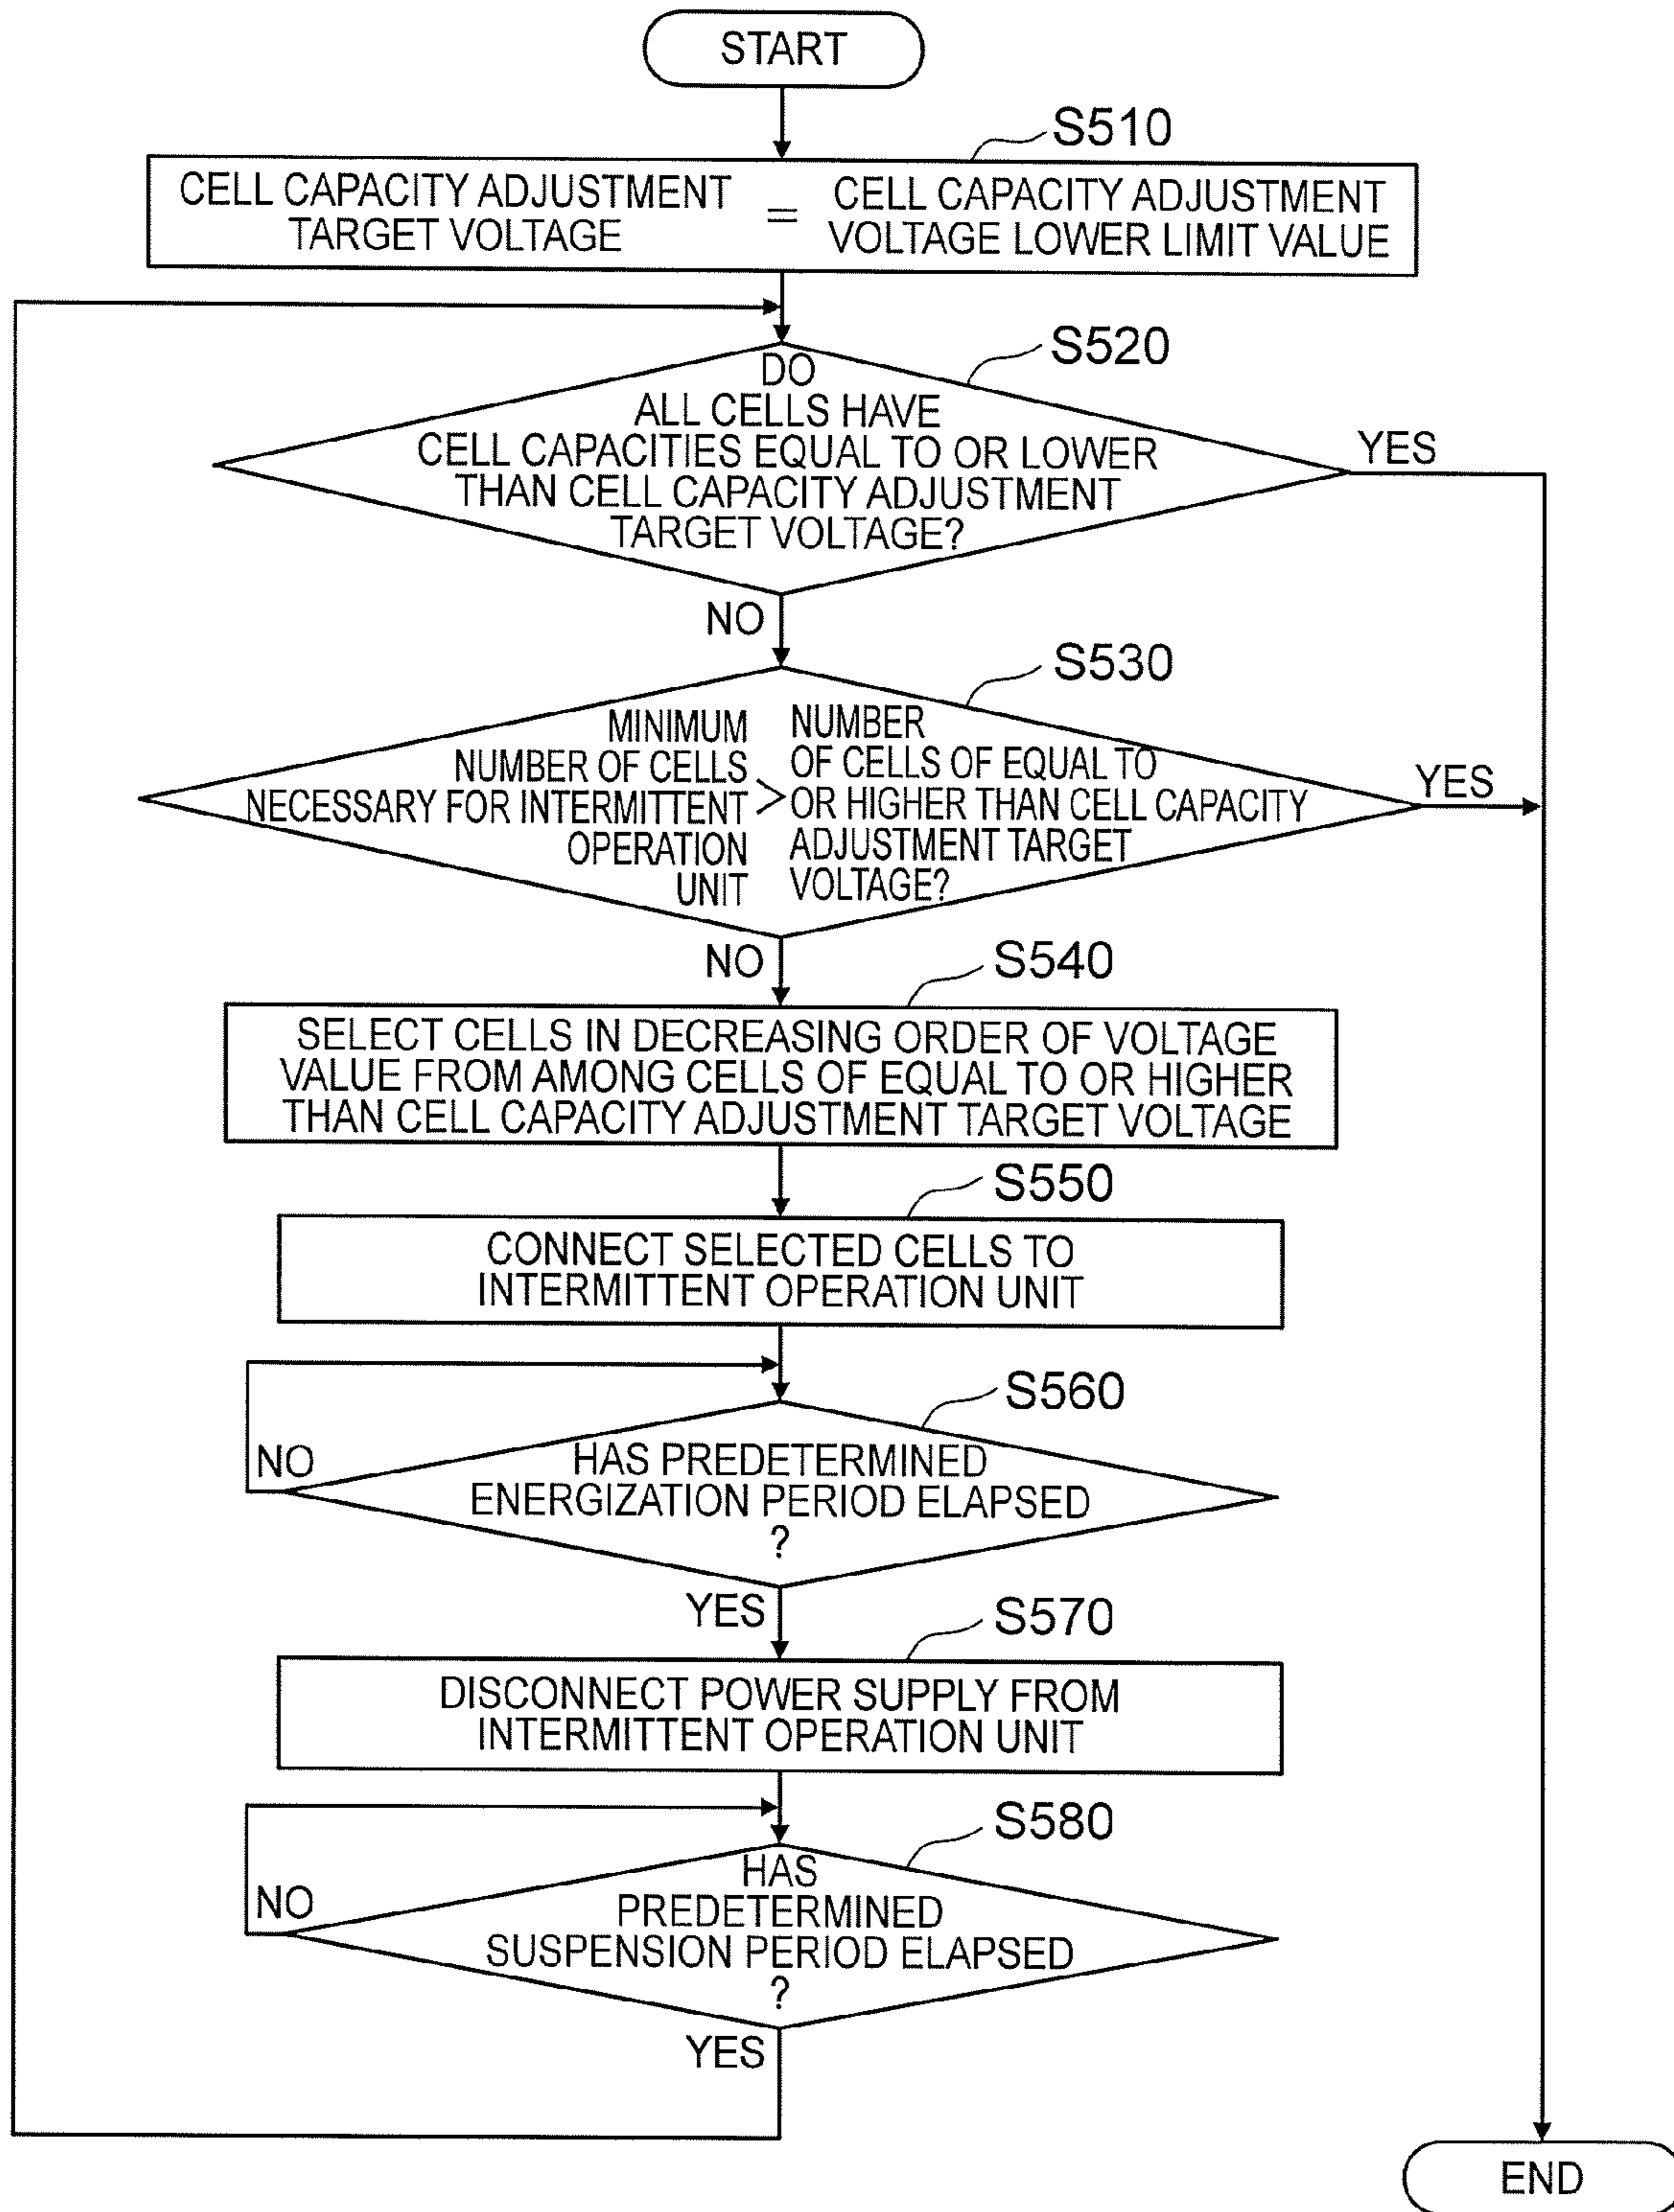 START
S510
CELL CAPACITY ADJUSTMENT
TARGET VOLTAGE
=
CELL CAPACITY ADJUSTMENT
VOLTAGE LOWER LIMIT VALUE
S520
DO
ALL CELLS HAVE
CELL CAPACITIES EQUAL TO OR LOWER
THAN CELL CAPACITY ADJUSTMENT
TARGET VOLTAGE?
YES
NO
S530
MINIMUM
NUMBER OF CELLS
NECESSARY FOR INTERMITTENT
OPERATION
UNIT
>
NUMBER
OF CELLS OF EQUAL TO
OR HIGHER THAN CELL CAPACITY
ADJUSTMENT TARGET
VOLTAGE?
YES
NO
S540
SELECT CELLS IN DECREASING ORDER OF VOLTAGE
VALUE FROM AMONG CELLS OF EQUAL TO OR HIGHER
THAN CELL CAPACITY ADJUSTMENT TARGET VOLTAGE
S550
CONNECT SELECTED CELLS TO
INTERMITTENT OPERATION UNIT
S560
NO
HAS PREDETERMINED
ENERGIZATION PERIOD ELAPSED
?
YES
S570
DISCONNECT POWER SUPPLY FROM
INTERMITTENT OPERATION UNIT
S580
NO
HAS
PREDETERMINED
SUSPENSION PERIOD ELAPSED
?
YES
END